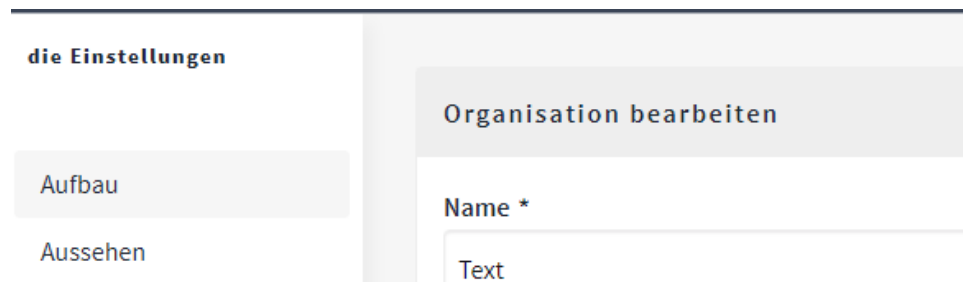 die Einstellungen
Organisation bearbeiten
Aufbau
Name *
Aussehen
Text